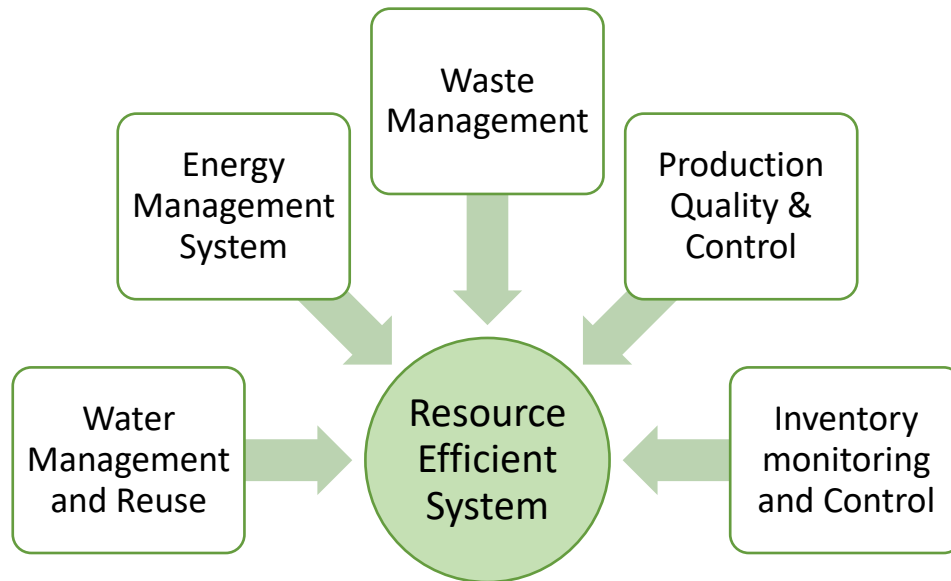 Waste
Management
Energy
Management
System
Production
Quality &
Control
Water
Management
and Reuse
Resource
Efficient
System
Inventory
monitoring
and Control